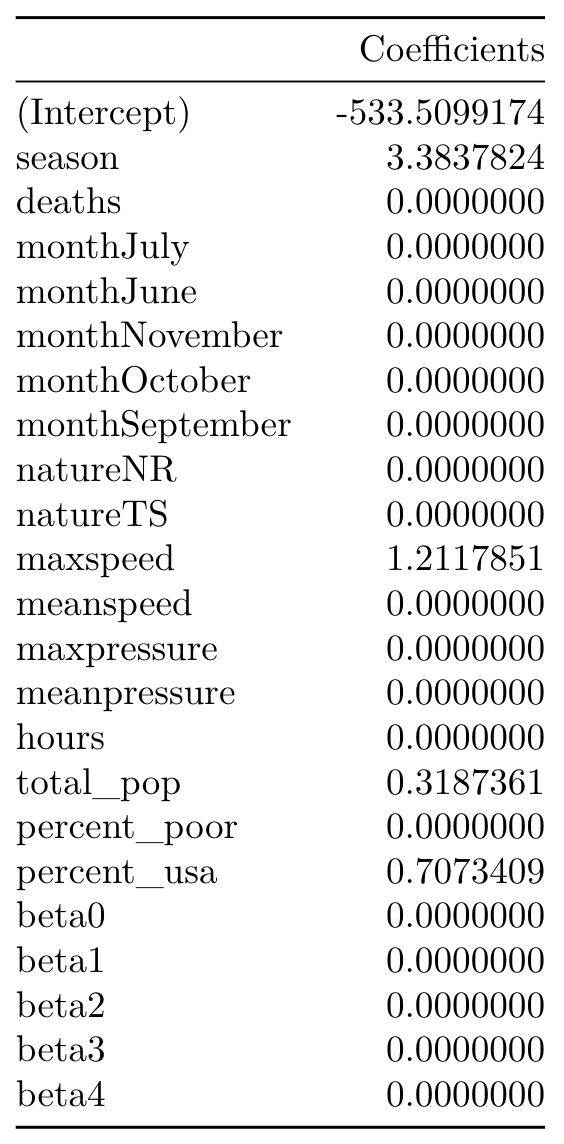 Coefficients
(Intercept) -533.5099174
season 3.3837824
deaths 0.0000000
monthJuly 0.0000000
monthJune 0.0000000
monthNovember 0.0000000
monthOctober 0.0000000
monthSeptember 0.0000000
natureNR 0.0000000
natureTS 0.0000000
maxspeed 1.2117851
meanspeed 0.0000000
maxpressure 0.0000000
meanpressure 0.0000000
hours 0.0000000
total_pop 0.3187361
percent_poor 0.0000000
percent_usa 0.7073409
beta0 0.0000000
beta1 0.0000000
beta2 0.0000000
beta3 0.0000000
beta4 0.0000000